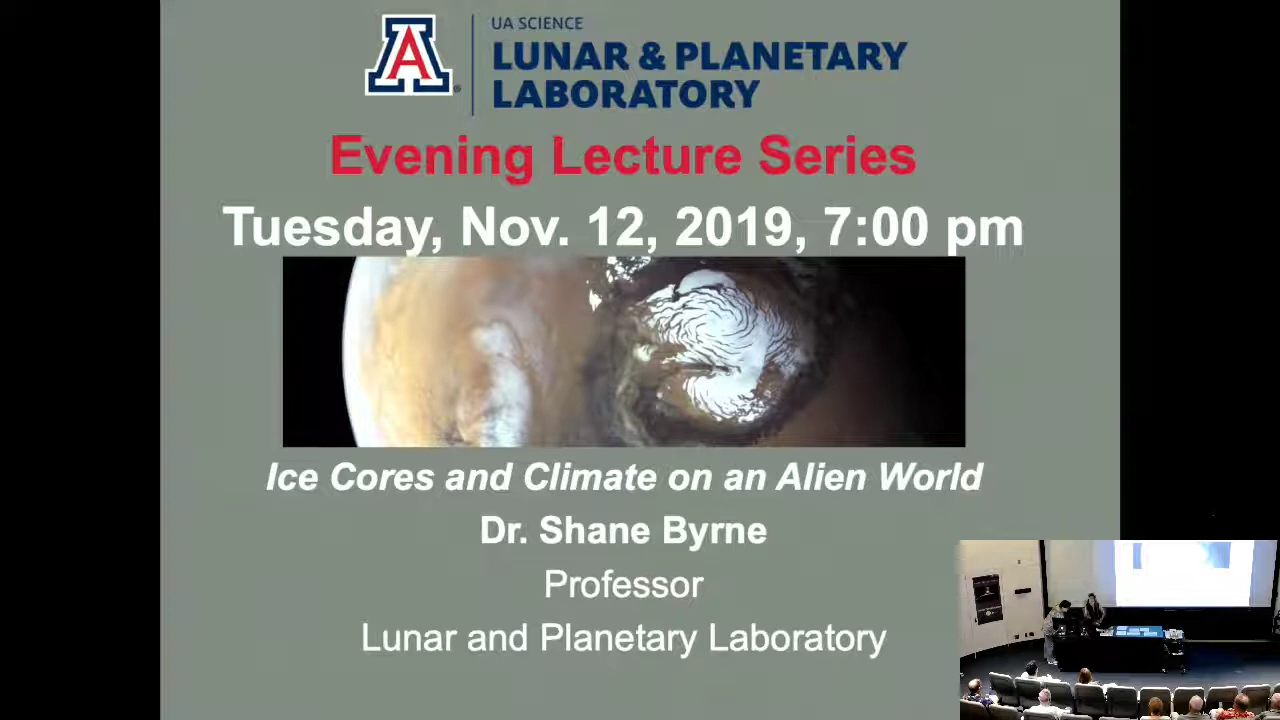 UA SCIENCE
LUNAR & PLANETARY
LABORATORY
Evening Lecture Series
Tuesday, Nov. 12, 2019, 7:00 pm
Ice Cores and Climate on an Alien World
Dr. Shane Byrne
Professor
Lunar and Planetary Laboratory